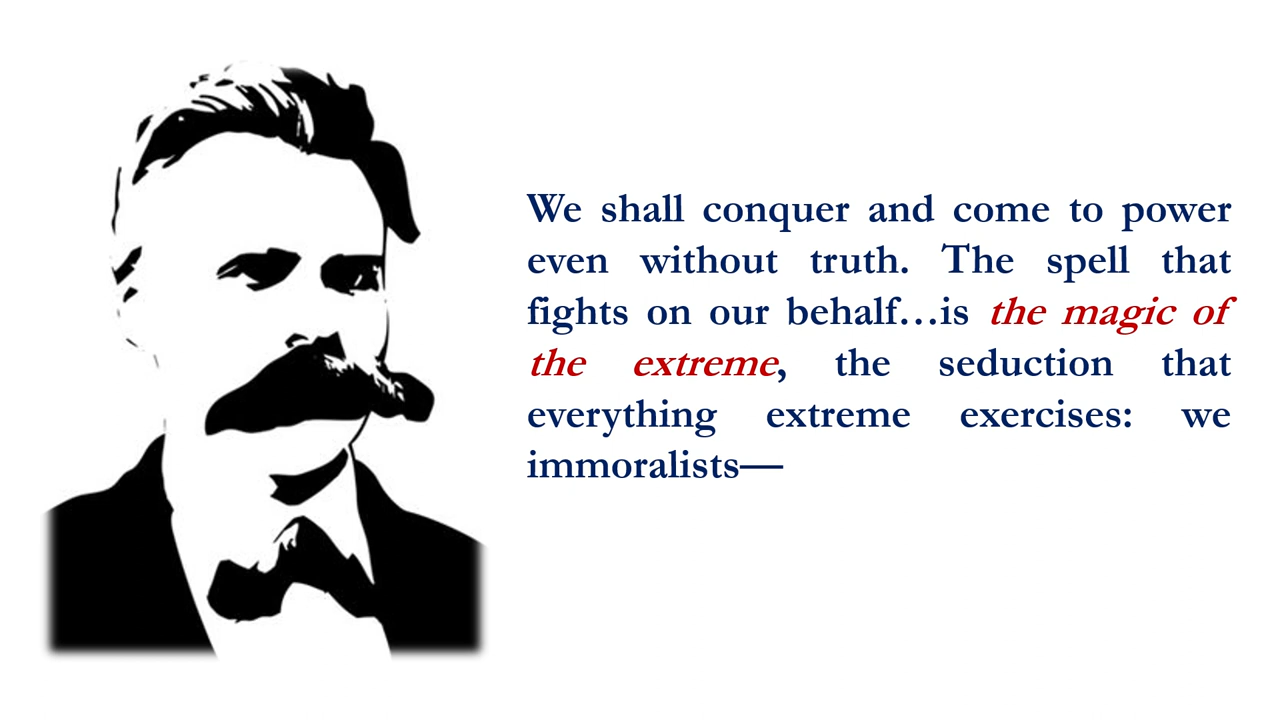 We shall conquer and come to power
even without truth. The spell that
fights on our behalf…is the magic of
the extreme, the seduction that
everything extreme exercises: we
immoralists—